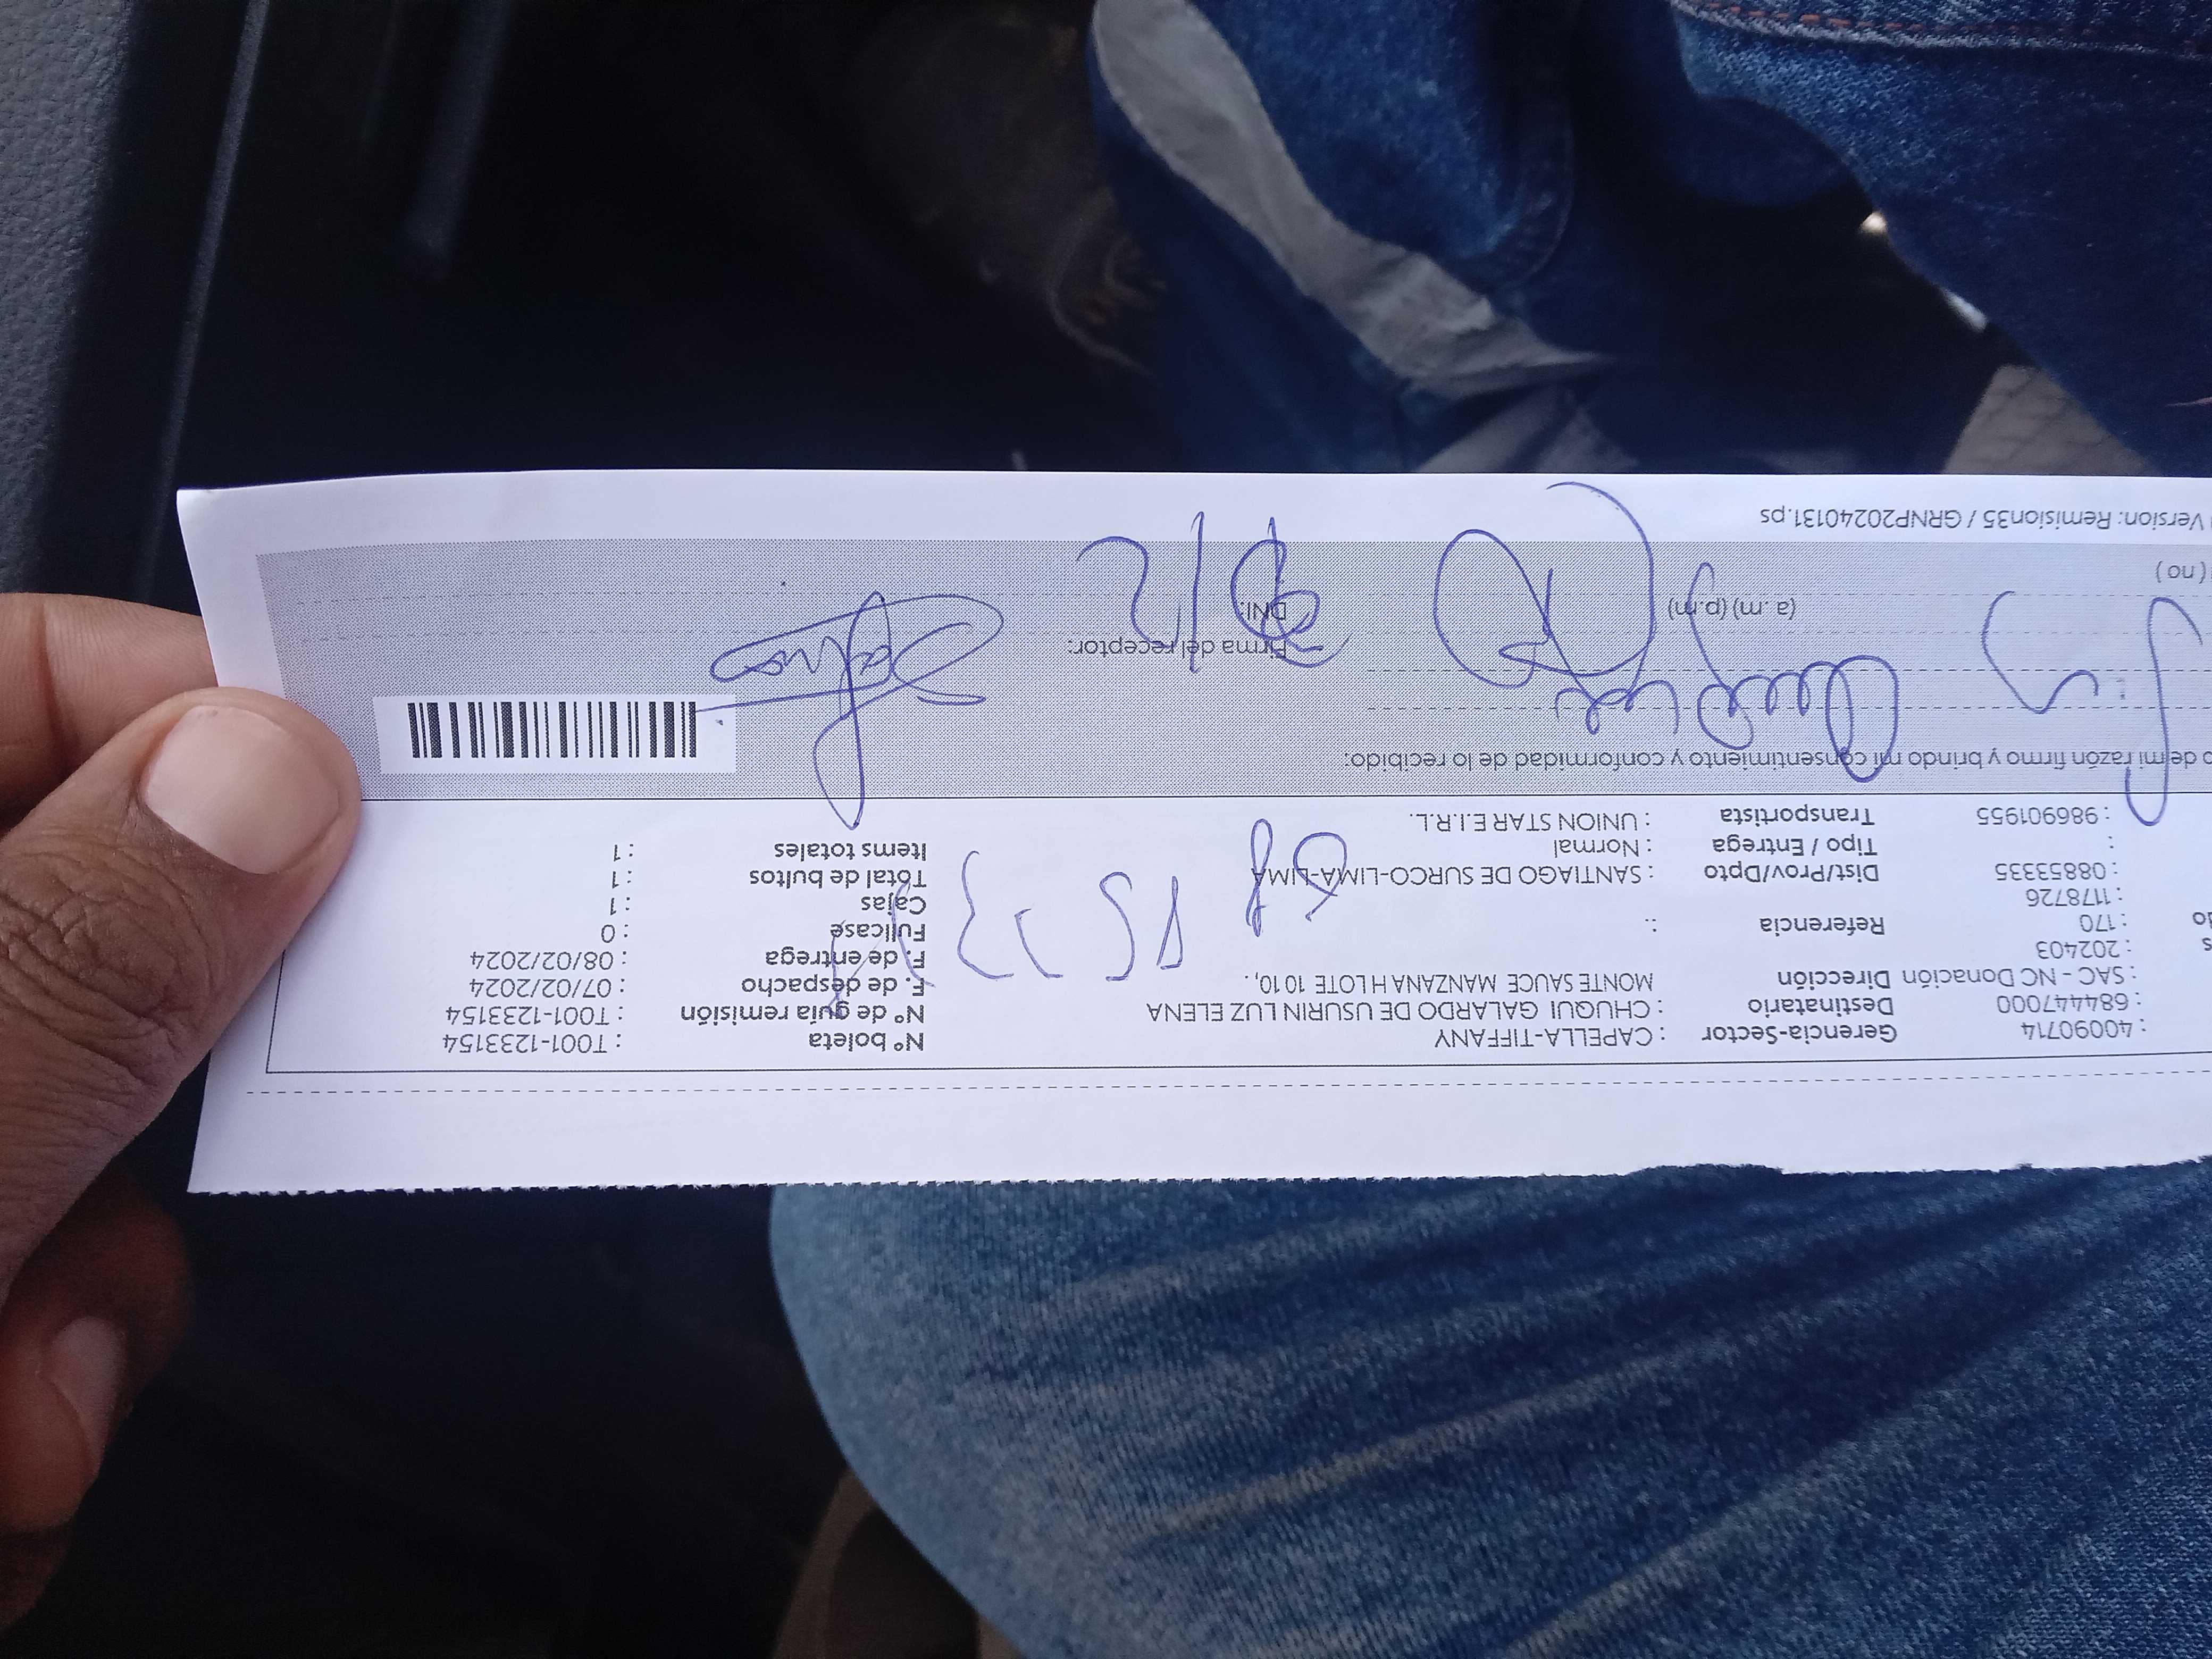 : 40090714 Gerencia-Sector : CAPELLA-TIFFANY Nº boleta : T001-1233154
: 684447000 Destinatario : CHUQUI GALARDO DE USURIN LUZ ELENA Nº de guía remisión : T001-1233154
: SAC - NC Donación Dirección MONTE SAUCE MANZANA H LOTE 10 10, . F. de despacho : 07/02/2024
: 202403 F. de entrega : 08/02/2024
: 170 Referencia : . Fullcase : 0
: 1178726 Cajas : 1
: 08853335 Dist/Prov/Dpto : SANTIAGO DE SURCO-LIMA-LIMA Total de bultos : 1
: Tipo / Entrega : Normal Items totales : 1
: 986901955 Transportista : UNION STAR E.I.R.L.
de mi razón firmo y brindo mi consentimiento y conformidad de lo recibido:
Firma del receptor:
(a.m) (p.m) DNI:
( no )
Version: Remision35 / GRNP20240131.ps